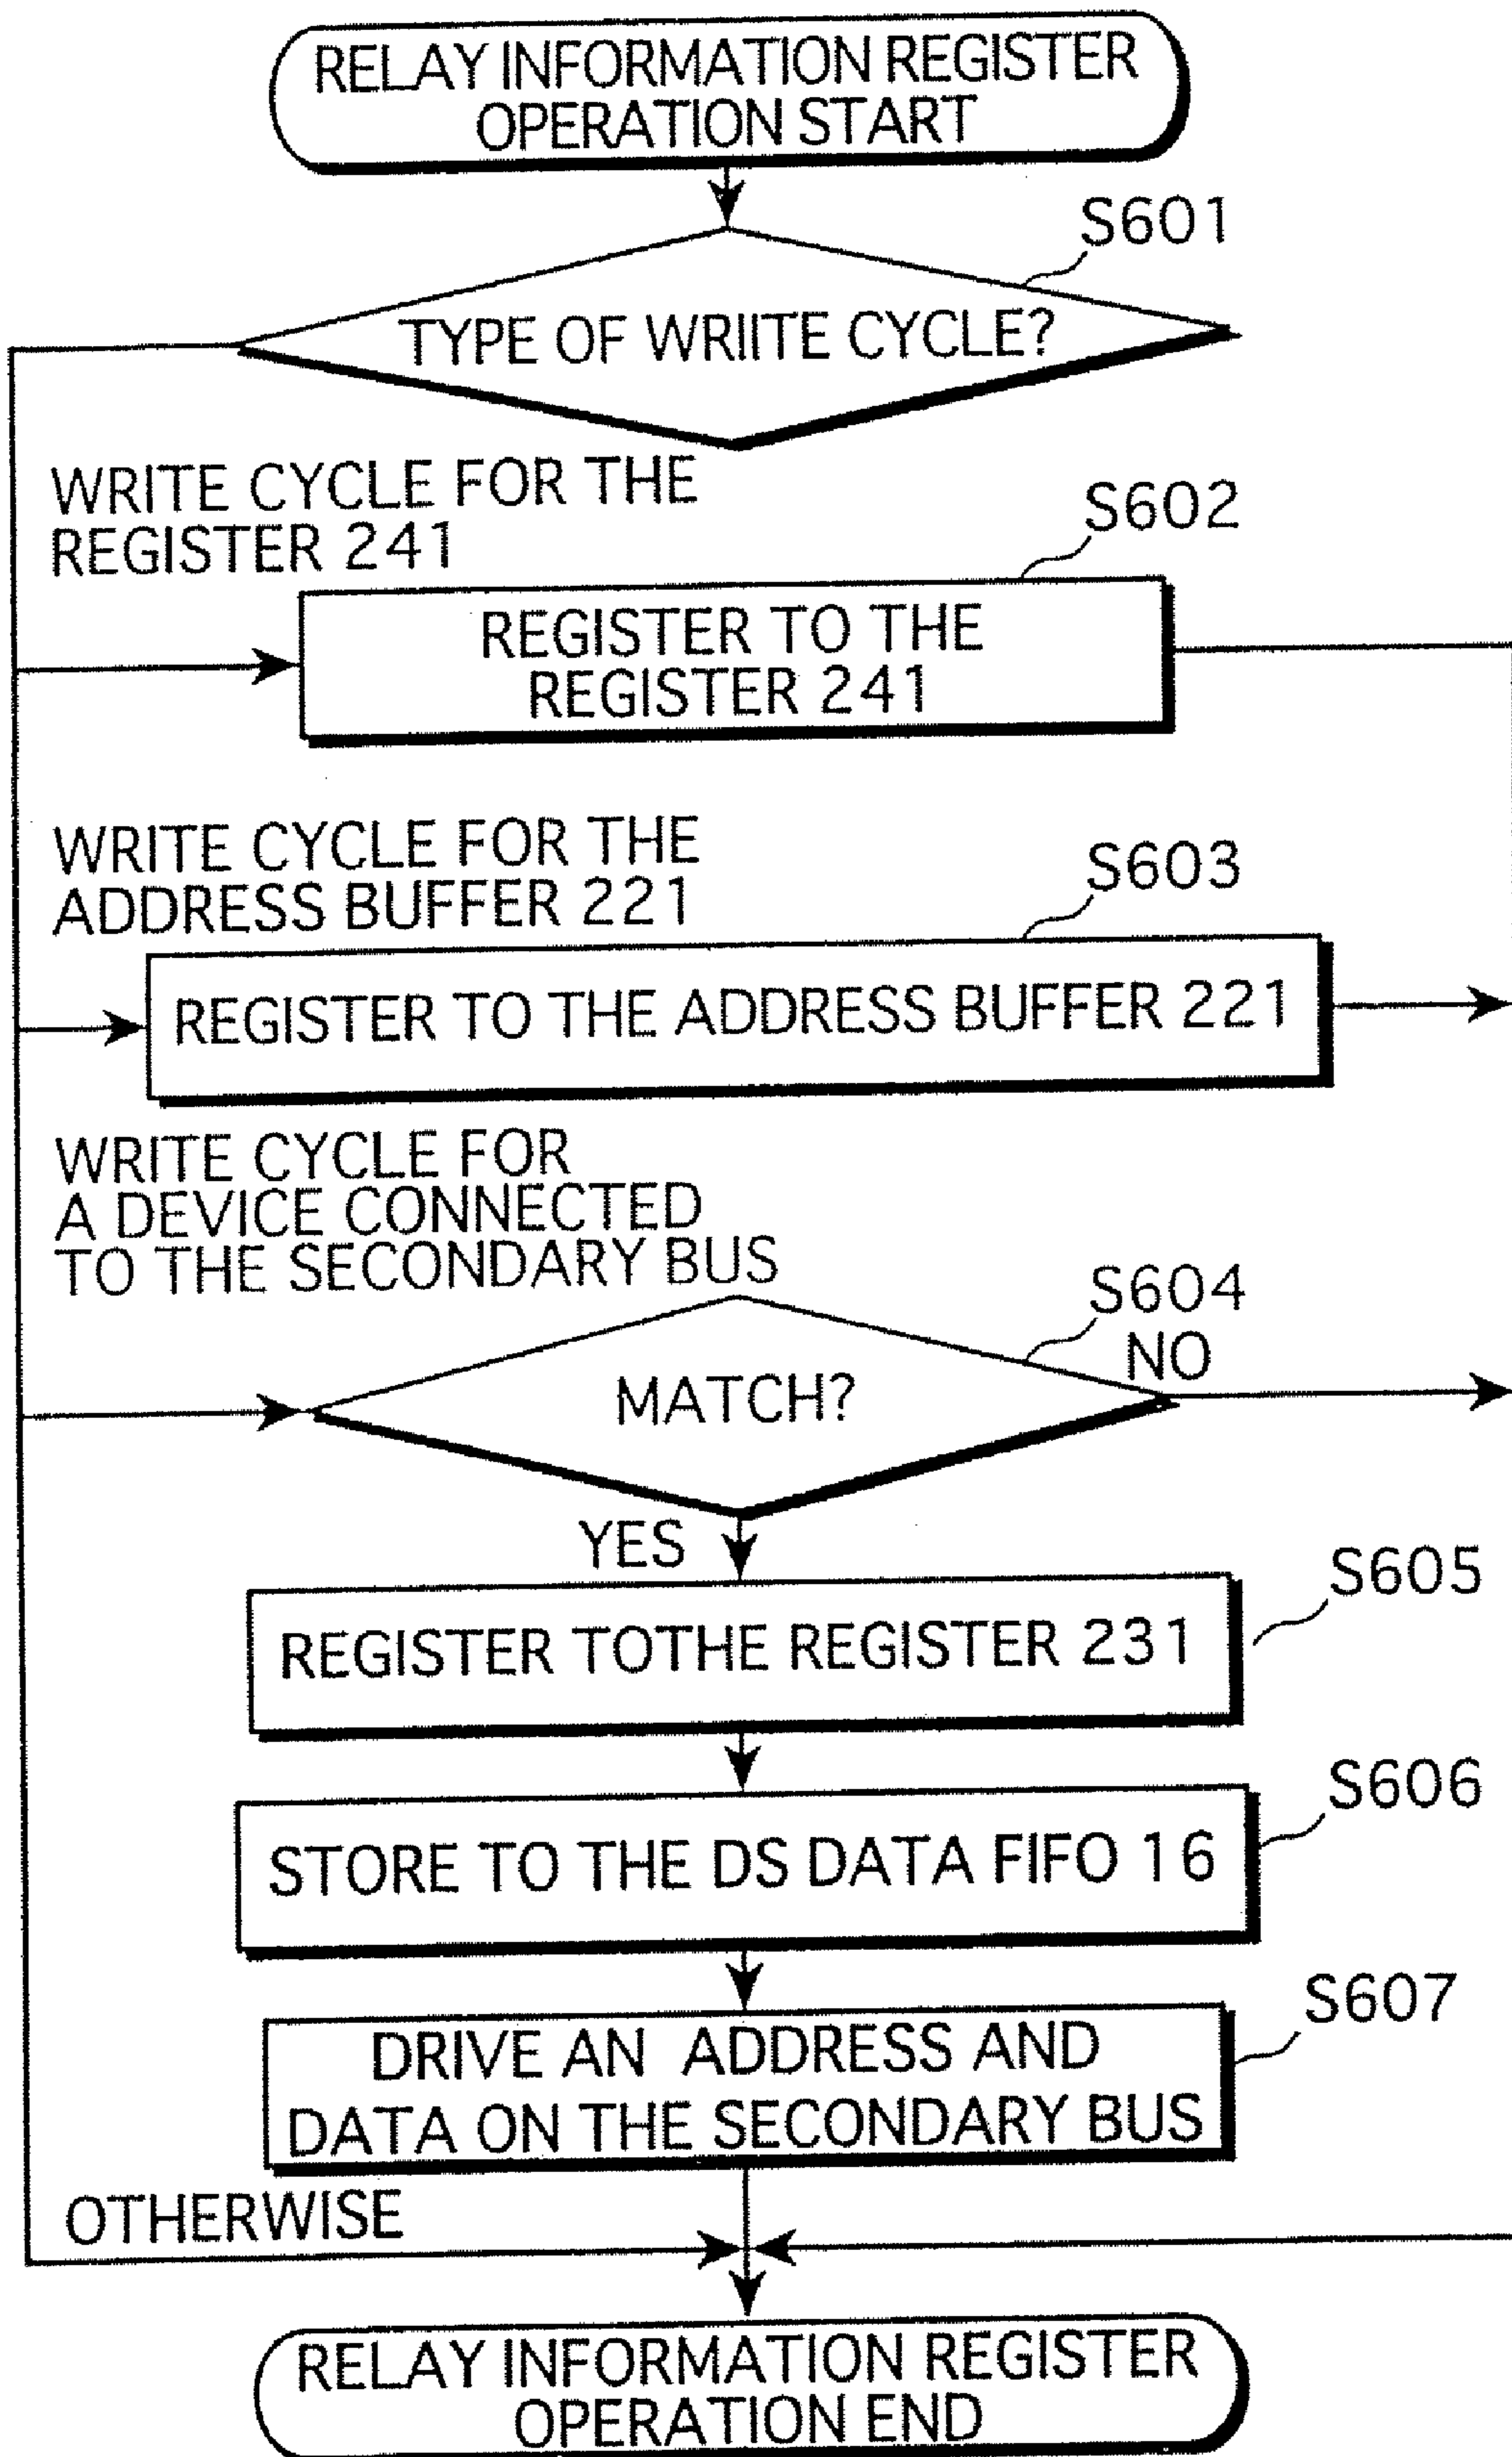 RELAY INFORMATION REGISTER
OPERATION START
S601
TYPE OF WRIITE CYCLE?
WRITE CYCLE FOR THE
REGISTER 241
S602
REGISTER TO THE
REGISTER 241
WRITE CYCLE FOR THE
ADDRESS BUFFER 221
S603
REGISTER TO THE ADDRESS BUFFER 221
WRITE CYCLE FOR
A DEVICE CONNECTED
TO THE SECONDARY BUS
S604
NO
MATCH?
YES
S605
REGISTER TOTHE REGISTER 231
S606
STORE TO THE DS DATA FIFO 16
S607
DRIVE AN ADDRESS AND
DATA ON THE SECONDARY BUS
OTHERWISE
RELAY INFORMATION REGISTER
OPERATION END